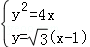 y²=4x
y=√3(x-1)